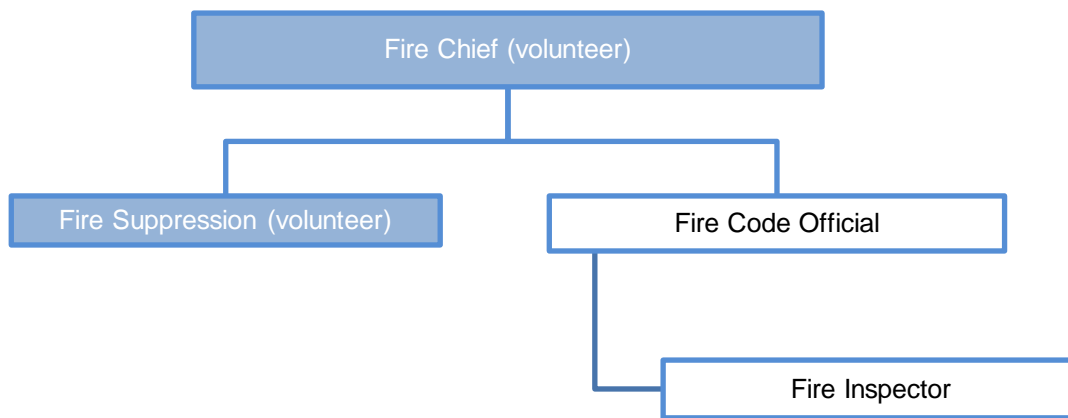 Fire Chief (volunteer)
Fire Suppression (volunteer)
Fire Code Official
Fire Inspector